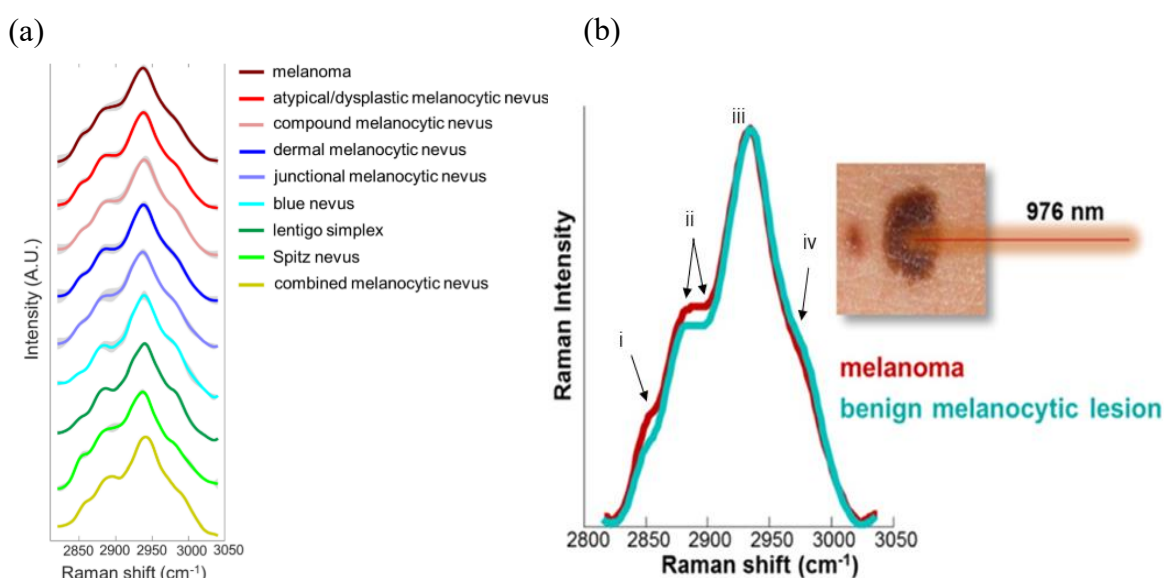 (a)
melanoma
atypical/dysplastic melanocytic nevus
compound melanocytic nevus
dermal melanocytic nevus
junctional melanocytic nevus
blue nevus
lentigo simplex
Spitz nevus
combined melanocytic nevus
Intensity (A.U.)
2850 2900 2950 3000 3050
Raman shift (cm⁻¹)
(b)
iii
ii
iv
i
976 nm
melanoma
benign melanocytic lesion
Raman Intensity
2800 2850 2900 2950 3000 3050
Raman shift (cm⁻¹)